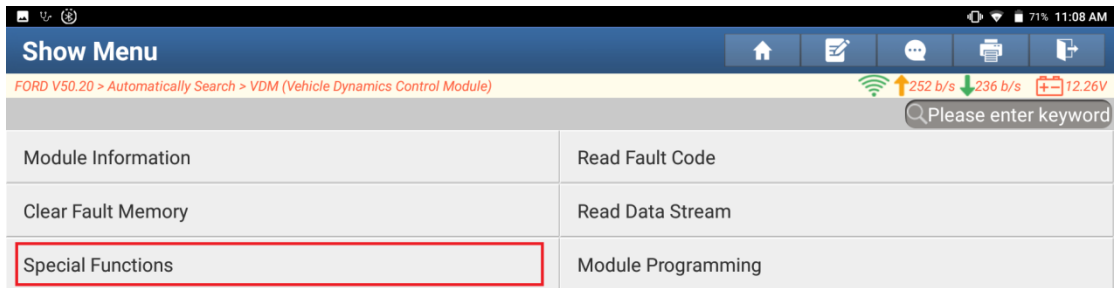 71% 11:08 AM
Show Menu
FORD V50.20 > Automatically Search > VDM (Vehicle Dynamics Control Module) 252 b/s 236 b/s 12.26V
Please enter keyword
Module Information Read Fault Code
Clear Fault Memory Read Data Stream
Special Functions Module Programming